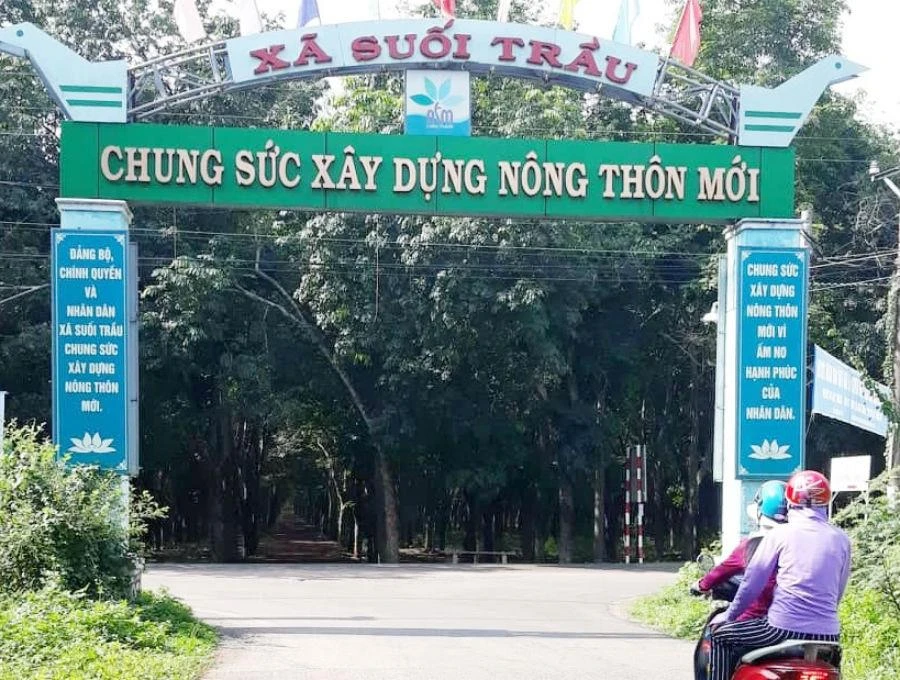 XÃ SUỐI TRẦU
CHUNG SỨC XÂY DỰNG NÔNG THÔN MỚI
ĐẢNG BỘ,
CHÍNH QUYỀN
VÀ
NHÂN DÂN
XÃ SUỐI TRẦU
CHUNG SỨC
XÂY DỰNG
NÔNG THÔN
MỚI.
CHUNG SỨC
XÂY DỰNG
NÔNG THÔN
MỚI VÌ
ẤM NO
HẠNH PHÚC
CỦA
NHÂN DÂN.